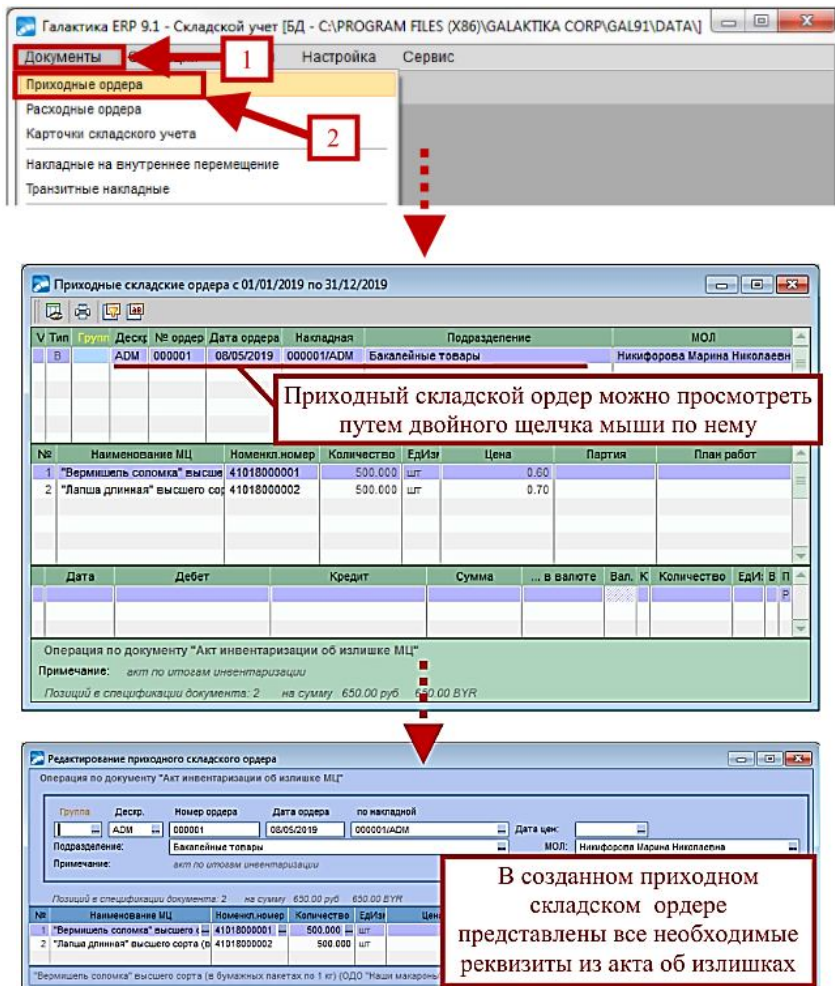 Галактика ERP 9.1 - Складской учет [БД - C:\PROGRAM FILES (X86)\GALAKTIKA CORP\GAL91\DATA\]
Документы Настройка Сервис
1
Приходные ордера
Расходные ордера
Карточки складского учета
2
Накладные на внутреннее перемещение
Транзитные накладные
Приходные складские ордера с 01/01/2019 по 31/12/2019
V Тип Групп Дескр № ордер Дата ордера Накладная Подразделение МОЛ
В ADM 000001 08/05/2019 000001/ADM Бакалейные товары Никифорова Марина Николаевн
Приходный складской ордер можно просмотреть
путем двойного щелчка мыши по нему
№ Наименование МЦ Номенкл.номер Количество ЕдИзм Цена Партия План работ
1 "Вермишель соломка" высше 41018000001 500.000 шт 0.60
2 "Лапша длинная" высшего сор 41018000002 500.000 шт 0.70
Дата Дебет Кредит Сумма ... в валюте Вал. К Количество ЕдИз В П
Р
Операция по документу "Акт инвентаризации об излишке МЦ"
Примечание: акт по итогам инвентаризации
Позиций в спецификации документа: 2 на сумму 650.00 руб 650.00 BYR
Редактирование приходного складского ордера
Операция по документу "Акт инвентаризации об излишке МЦ"
Группа Дескр. Номер ордера Дата ордера по накладной
ADM 000001 08/05/2019 000001/ADM Дата цен:
Подразделение: Бакалейные товары МОЛ: Никифорова Марина Николаевна
Примечание: акт по итогам инвентаризации
В созданном приходном
складском ордере
представлены все необходимые
реквизиты из акта об излишках
Позиций в спецификации документа: 2 на сумму 650.00 руб 650.00 BYR
№ Наименование МЦ Номенкл.номер Количество ЕдИзм Цен
1 "Вермишель соломка" высшего с 41018000001 500.000 шт
2 "Лапша длинная" высшего сорта (в 41018000002 500.000 шт
"Вермишель соломка" высшего сорта (в бумажных пакетах по 1 кг) (ОДО "Наши макароны